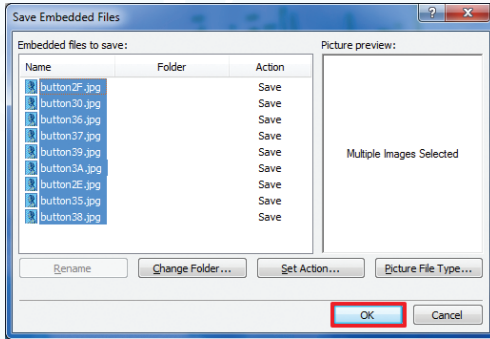 Save Embedded Files
?
Embedded files to save:
Picture preview:
Name Folder Action
button2F.jpg Save
button30.jpg Save
button36.jpg Save
button37.jpg Save
button39.jpg Save
button3A.jpg Save
button2E.jpg Save
button35.jpg Save
button38.jpg Save
Multiple Images Selected
Rename Change Folder... Set Action... Picture File Type...
OK Cancel